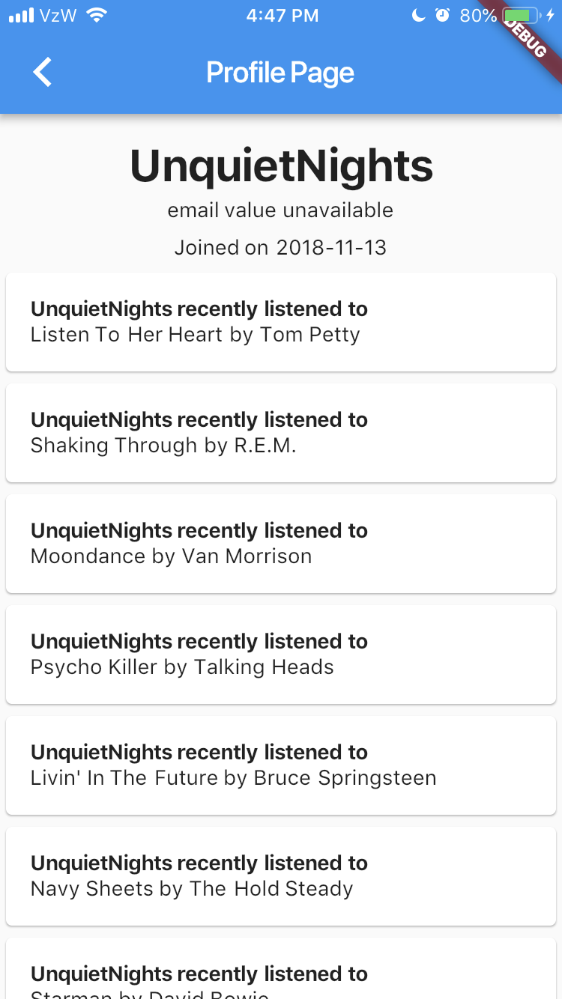 VzW 4:47 PM 80%
DEBUG
Profile Page
UnquietNights
email value unavailable
Joined on 2018-11-13
UnquietNights recently listened to
Listen To Her Heart by Tom Petty
UnquietNights recently listened to
Shaking Through by R.E.M.
UnquietNights recently listened to
Moondance by Van Morrison
UnquietNights recently listened to
Psycho Killer by Talking Heads
UnquietNights recently listened to
Livin' In The Future by Bruce Springsteen
UnquietNights recently listened to
Navy Sheets by The Hold Steady
UnquietNights recently listened to
Starman by David Bowie